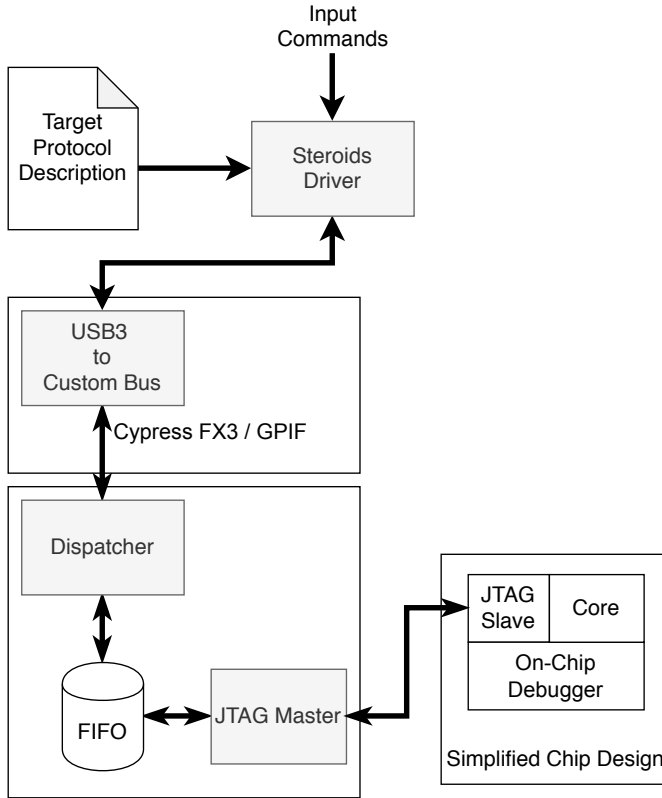 Input
Commands
Target
Protocol
Description
Steroids
Driver
USB3
to
Custom Bus
Cypress FX3 / GPIF
Dispatcher
FIFO
JTAG Master
JTAG
Slave
Core
On-Chip
Debugger
Simplified Chip Design